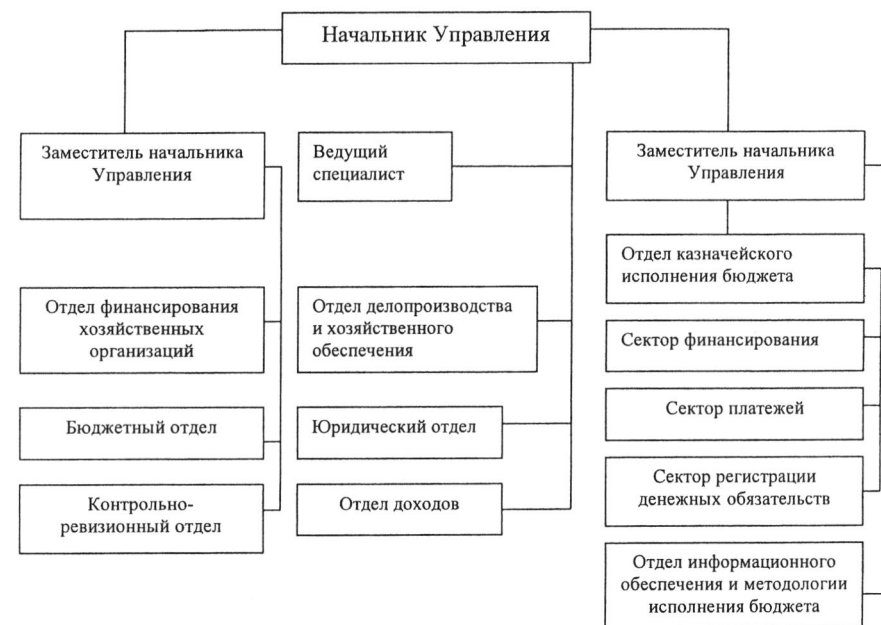 Начальник Управления
Заместитель начальника
Управления
Ведущий
специалист
Заместитель начальника
Управления
Отдел казначейского
исполнения бюджета
Отдел финансирования
хозяйственных
организаций
Отдел делопроизводства
и хозяйственного
обеспечения
Сектор финансирования
Бюджетный отдел
Юридический отдел
Сектор платежей
Контрольно-
ревизионный отдел
Отдел доходов
Сектор регистрации
денежных обязательств
Отдел информационного
обеспечения и методологии
исполнения бюджета